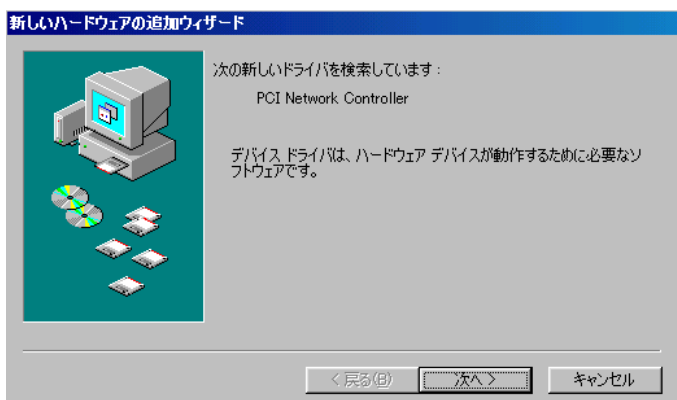 新しいハードウェアの追加ウィザード
次の新しいドライバを検索しています：
PCI Network Controller
デバイス ドライバは、ハードウェア デバイスが動作するために必要なソ
フトウェアです。
< 戻る(B)
次へ >
キャンセル